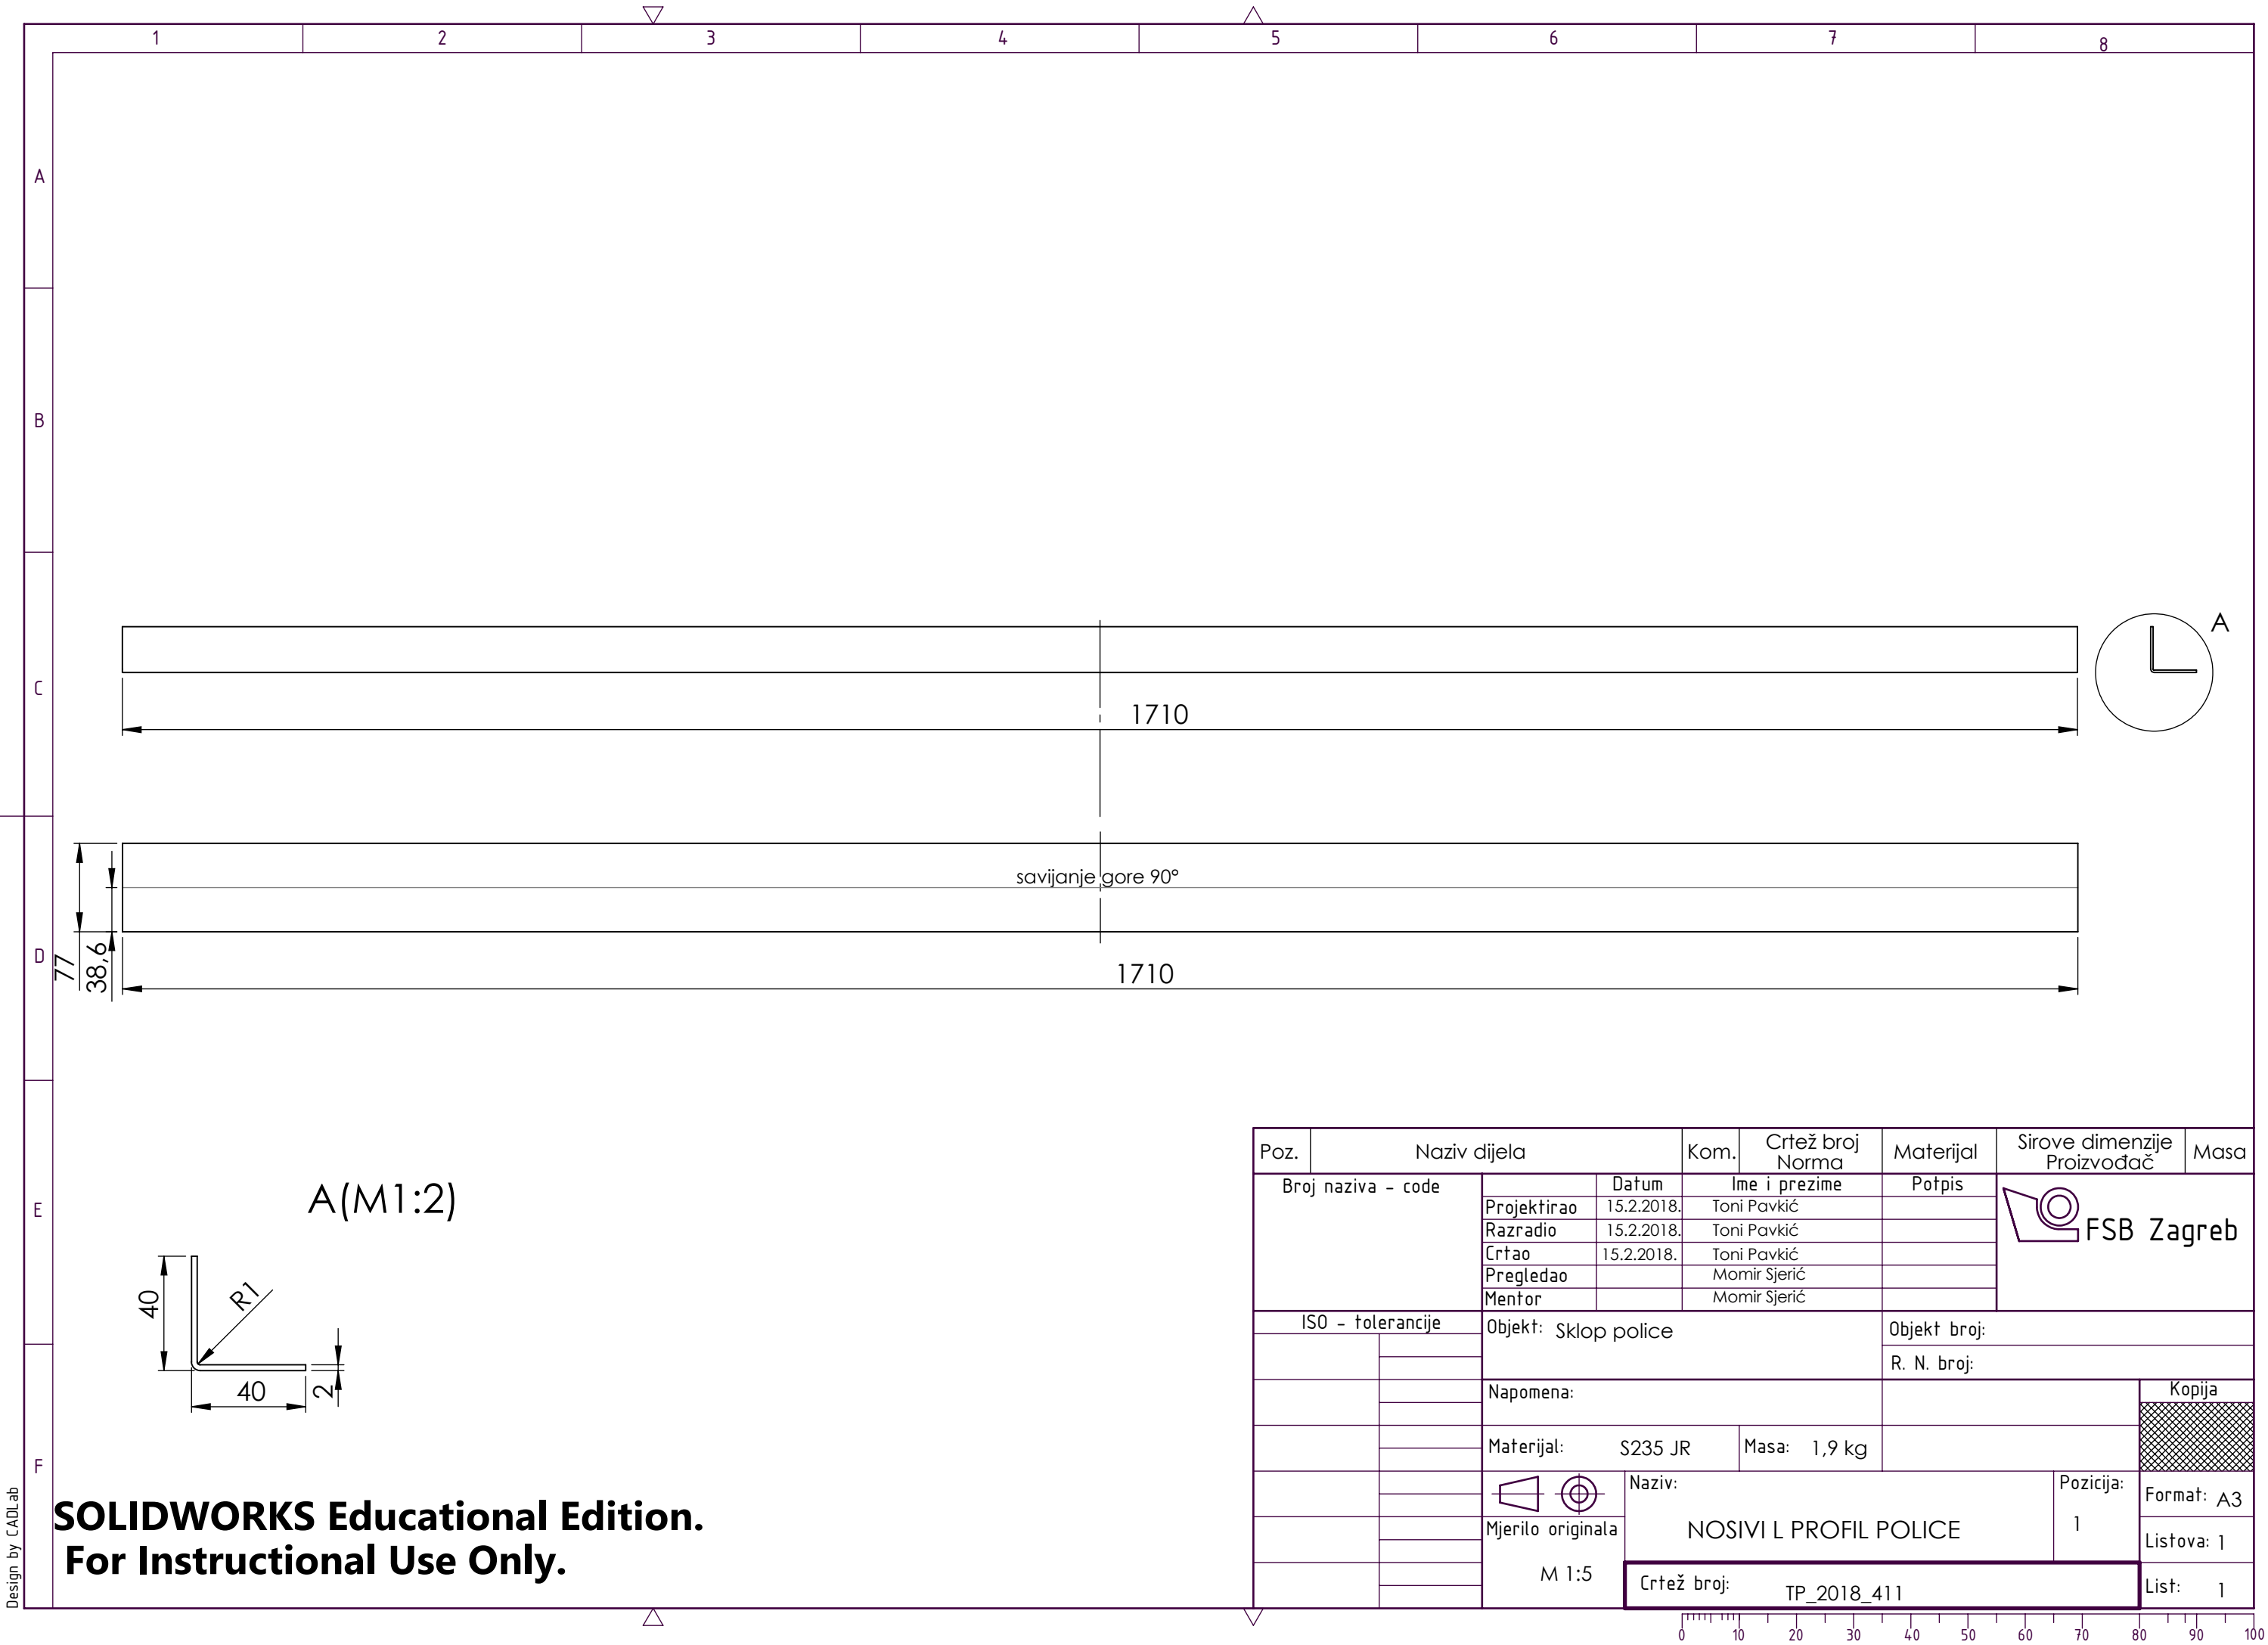 1 2 3 4 5 6 7 8
A
B
C
D
E
F
A
1710
savijanje gore 90°
77
38,6
1710
A(M1:2)
40
R1
40
2
SOLIDWORKS Educational Edition.
For Instructional Use Only.
Design by CADLab
Poz. Naziv dijela Kom. Crtež broj Norma Materijal Sirove dimenzije Proizvođač Masa
Broj naziva - code
Datum Ime i prezime Potpis
Projektirao 15.2.2018. Toni Pavkić
Razradio 15.2.2018. Toni Pavkić
Crtao 15.2.2018. Toni Pavkić
Pregledao Momir Sjerić
Mentor Momir Sjerić
FSB Zagreb
ISO - tolerancije
Objekt: Sklop police
Objekt broj:
R. N. broj:
Napomena:
Kopija
Materijal: S235 JR
Masa: 1,9 kg
Naziv:
NOSIVI L PROFIL POLICE
Pozicija:
1
Format: A3
Mjerilo originala
M 1:5
Listova: 1
Crtež broj: TP_2018_411
List: 1
0 10 20 30 40 50 60 70 80 90 100